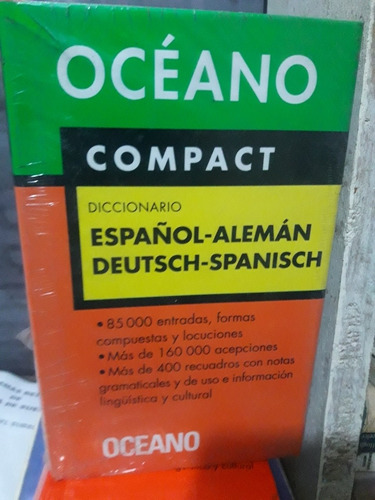 OCÉANO
COMPACT
DICCIONARIO
ESPAÑOL-ALEMÁN
DEUTSCH-SPANISCH
• 85 000 entradas, formas
compuestas y locuciones
• Más de 160 000 acepciones
• Más de 400 recuadros con notas
gramaticales y de uso e información
lingüística y cultural
OCEANO